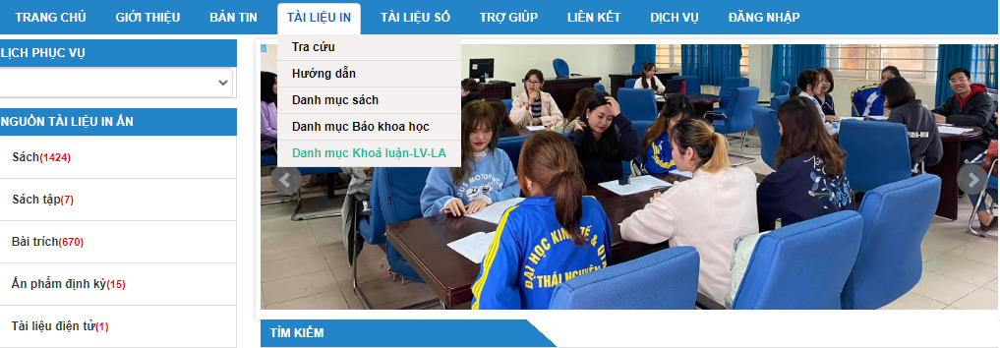 TRANG CHỦ GIỚI THIỆU BẢN TIN TÀI LIỆU IN TÀI LIỆU SỐ TRỢ GIÚP LIÊN KẾT DỊCH VỤ ĐĂNG NHẬP
Tra cứu
Hướng dẫn
Danh mục sách
Danh mục Báo khoa học
Danh mục Khoá luận-LV-LA
LỊCH PHỤC VỤ
NGUỒN TÀI LIỆU IN ẤN
Sách(1424)
Sách tập(7)
Bài trích(670)
Ấn phẩm định kỳ(15)
Tài liệu điện tử(1)
ĐẠI HỌC KINH TẾ &
THÁI NGUYÊN
TÌM KIẾM